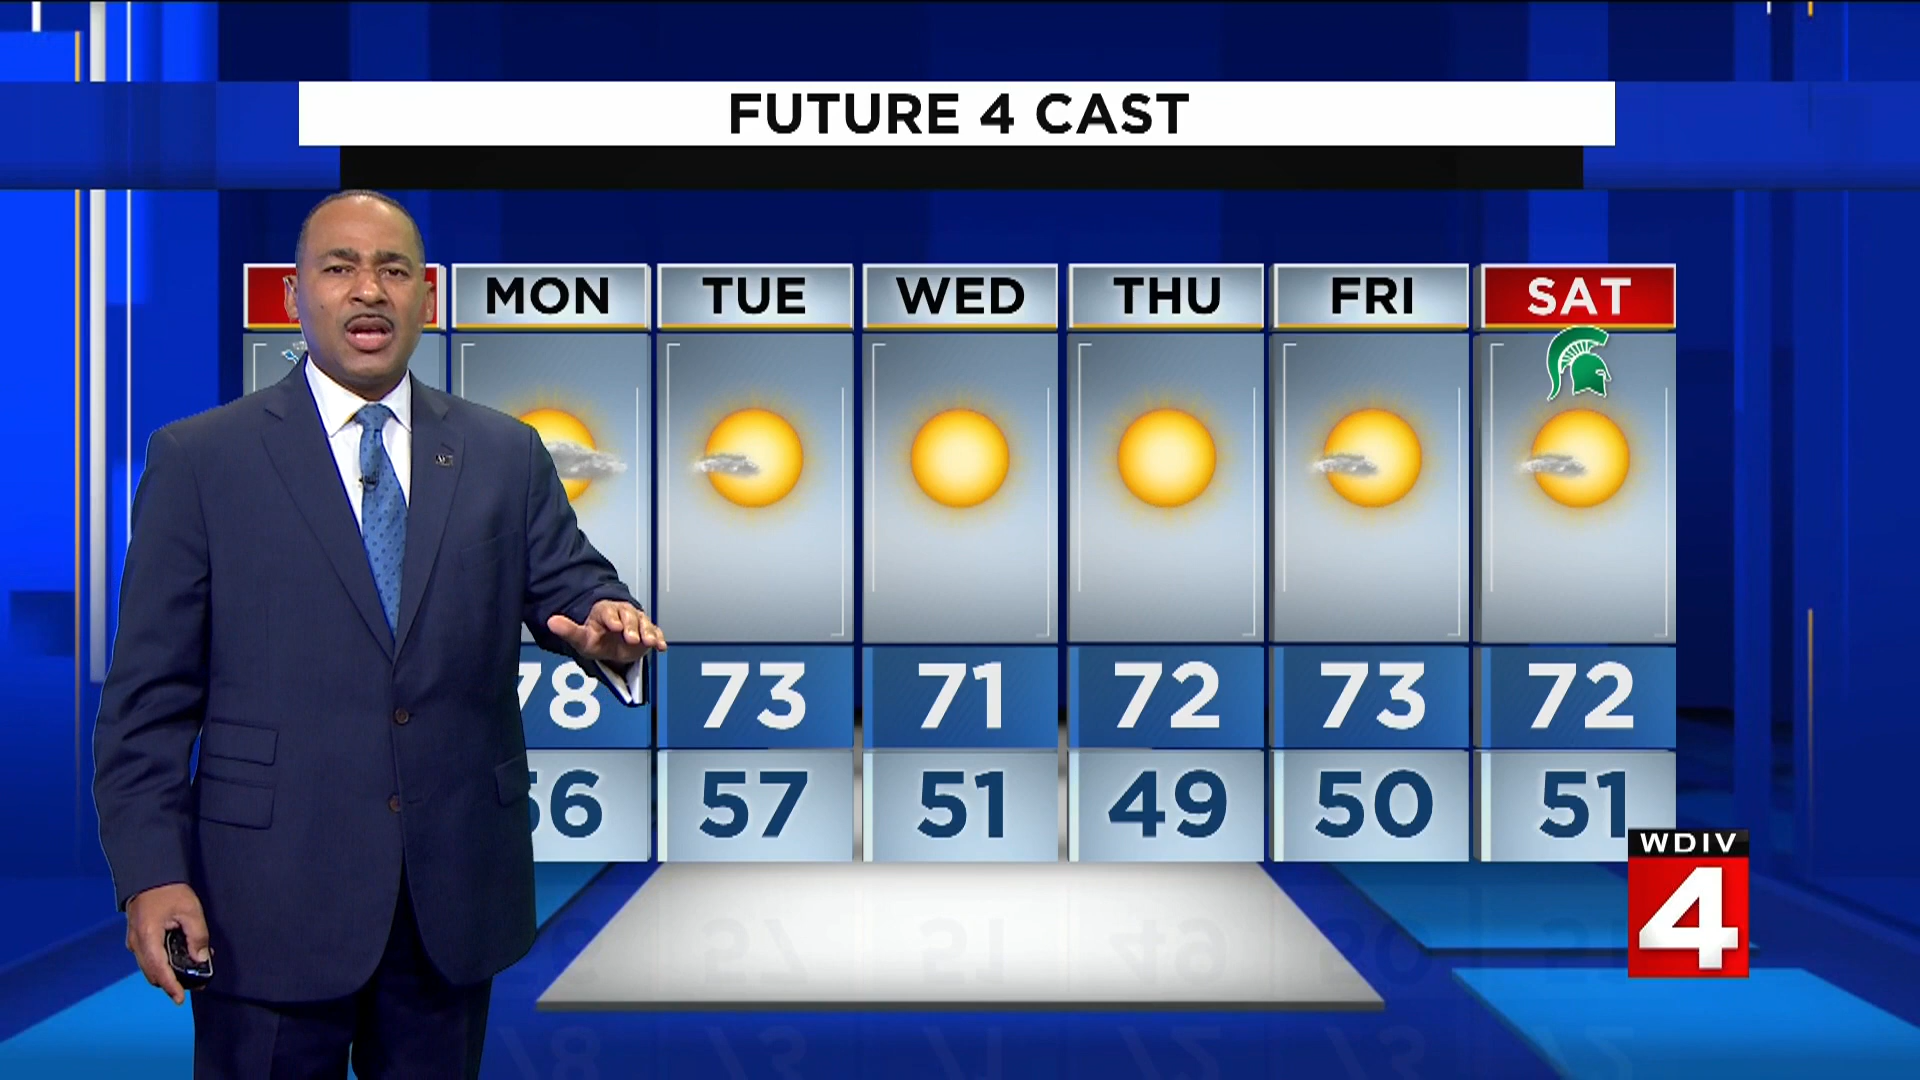 FUTURE 4 CAST
MON TUE WED THU FRI SAT
78 73 71 72 73 72
57 51 49 50 51
WDIV
4